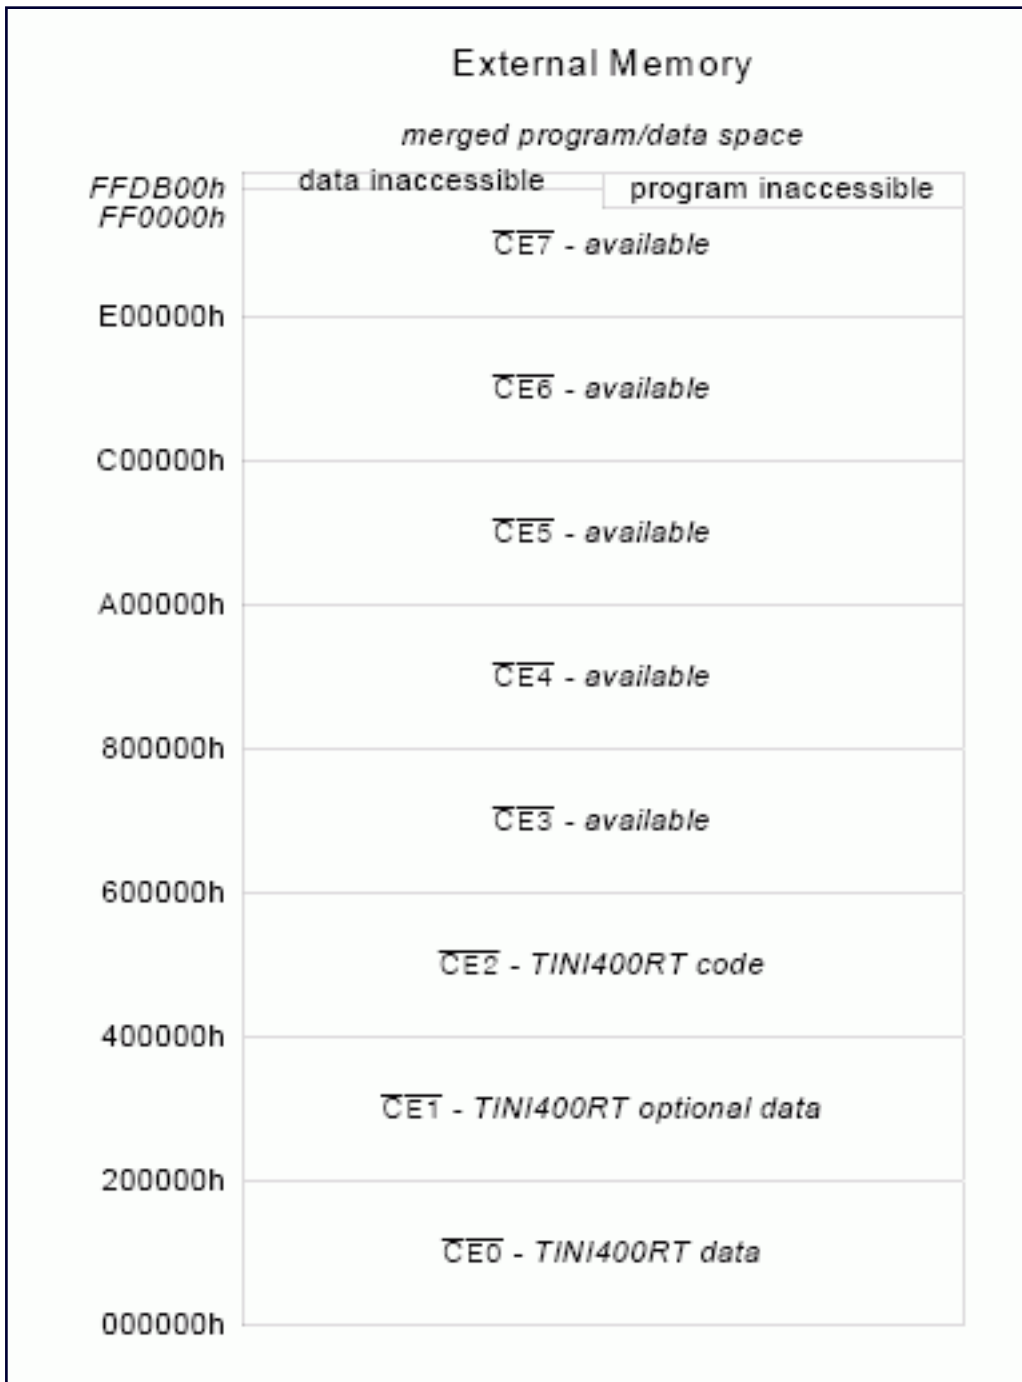 External Memory
merged program/data space
FFDB00h data inaccessible program inaccessible
FF0000h
CE7 - available
E00000h
CE6 - available
C00000h
CE5 - available
A00000h
CE4 - available
800000h
CE3 - available
600000h
CE2 - TINI400RT code
400000h
CE1 - TINI400RT optional data
200000h
CE0 - TINI400RT data
000000h